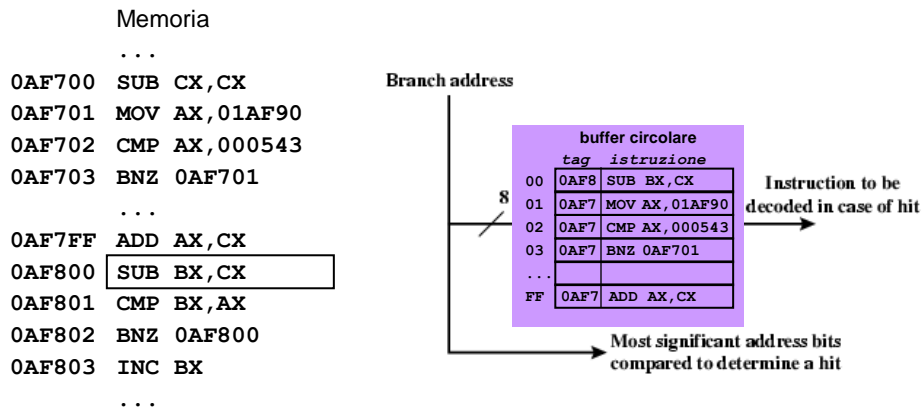 Memoria
...
0AF700 SUB CX,CX
0AF701 MOV AX,01AF90
0AF702 CMP AX,000543
0AF703 BNZ 0AF701
...
0AF7FF ADD AX,CX
0AF800 SUB BX,CX
0AF801 CMP BX,AX
0AF802 BNZ 0AF800
0AF803 INC BX
...
Branch address
8
buffer circolare
tag istruzione
00 0AF8 SUB BX,CX
01 0AF7 MOV AX,01AF90
02 0AF7 CMP AX,000543
03 0AF7 BNZ 0AF701
...
FF 0AF7 ADD AX,CX
Instruction to be
decoded in case of hit
Most significant address bits
compared to determine a hit